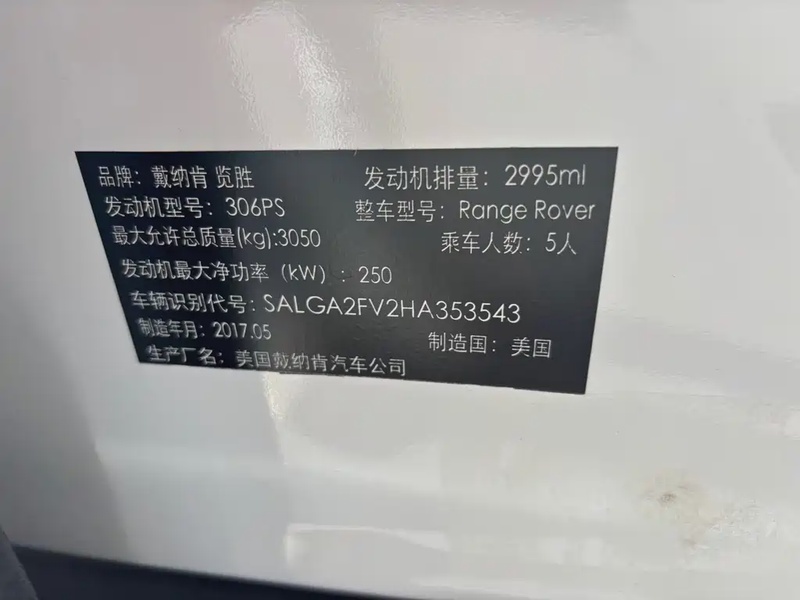 品牌：戴纳肯 览胜 发动机排量：2995ml
发动机型号：306PS 整车型号：Range Rover
最大允许总质量(kg):3050 乘车人数：5人
发动机最大净功率（kW）：250
车辆识别代号：SALGA2FV2HA353543
制造年月：2017.05 制造国：美国
生产厂名：美国戴纳肯汽车公司